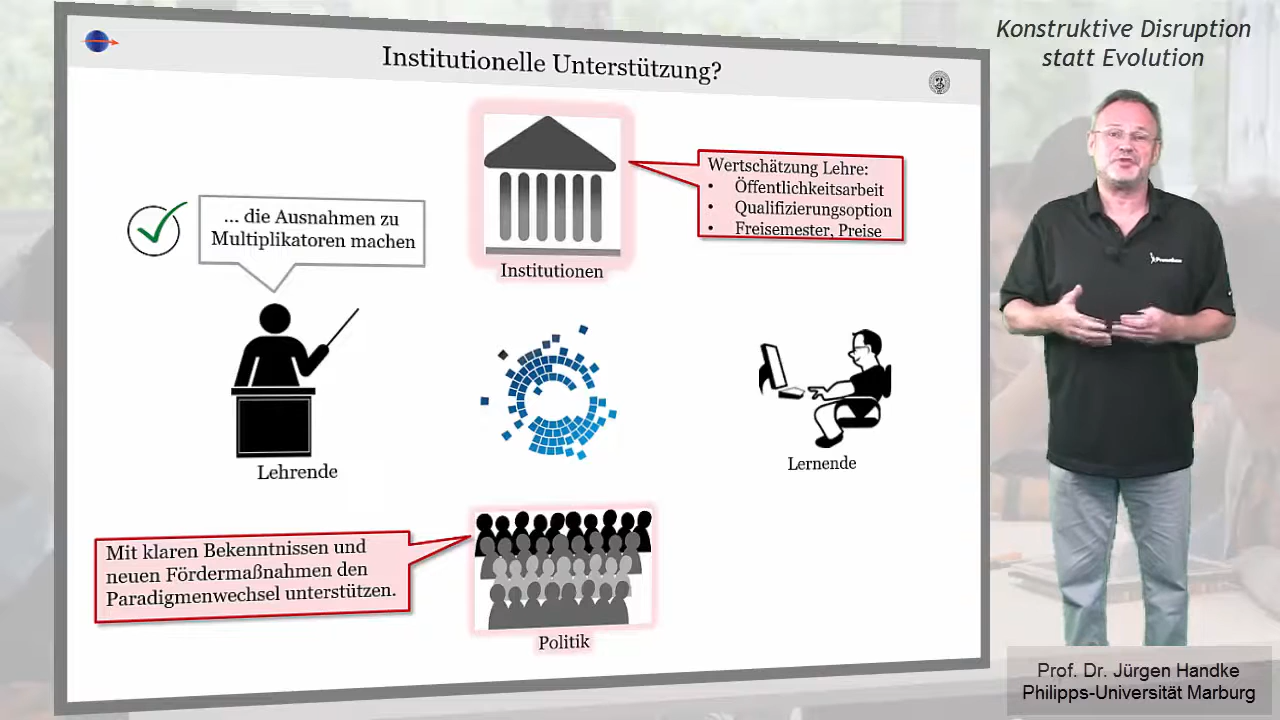 Konstruktive Disruption
statt Evolution
Institutionelle Unterstützung?
Wertschätzung Lehre:
• Öffentlichkeitsarbeit
• Qualifizierungsoption
• Freisemester, Preise
... die Ausnahmen zu
Multiplikatoren machen
Institutionen
Lehrende
Lernende
Mit klaren Bekenntnissen und
neuen Fördermaßnahmen den
Paradigmenwechsel unterstützen.
Politik
Prof. Dr. Jürgen Handke
Philipps-Universität Marburg